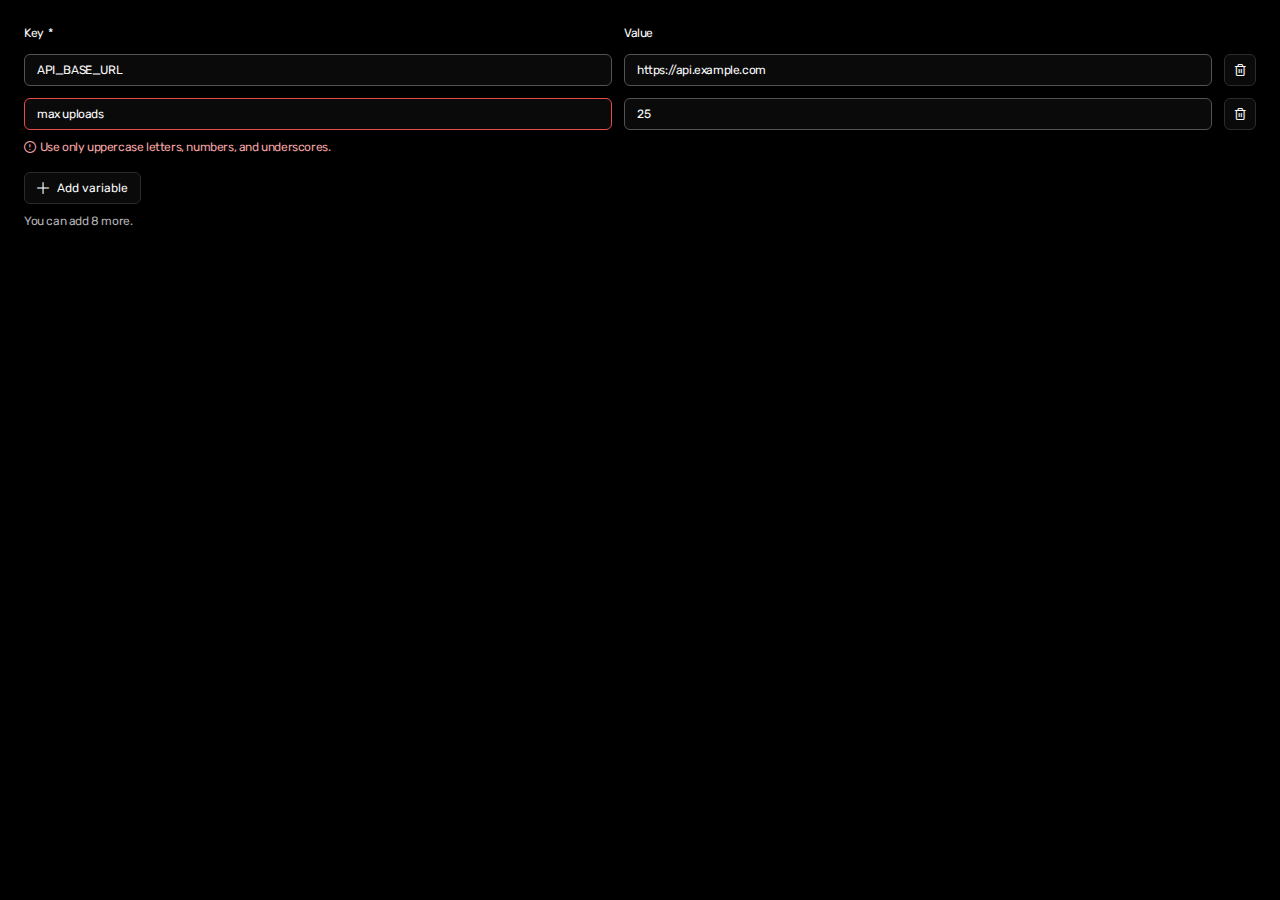 Key *
Value
API_BASE_URL
https://api.example.com
max uploads
25
Use only uppercase letters, numbers, and underscores.
Add variable
You can add 8 more.